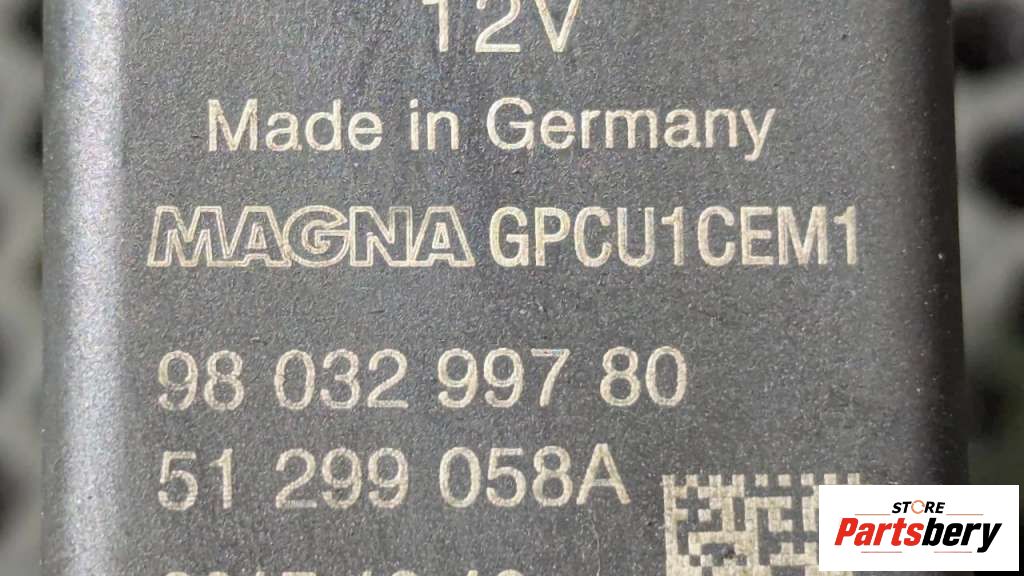 12V
Made in Germany
MAGNA GPCU1CEM1
98 032 997 80
51 299 058A
STORE
Partsbery